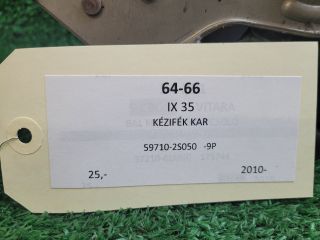 64-66
IX 35
KÉZIFÉK KAR
59710-2S050 -9P
25,- 2010-